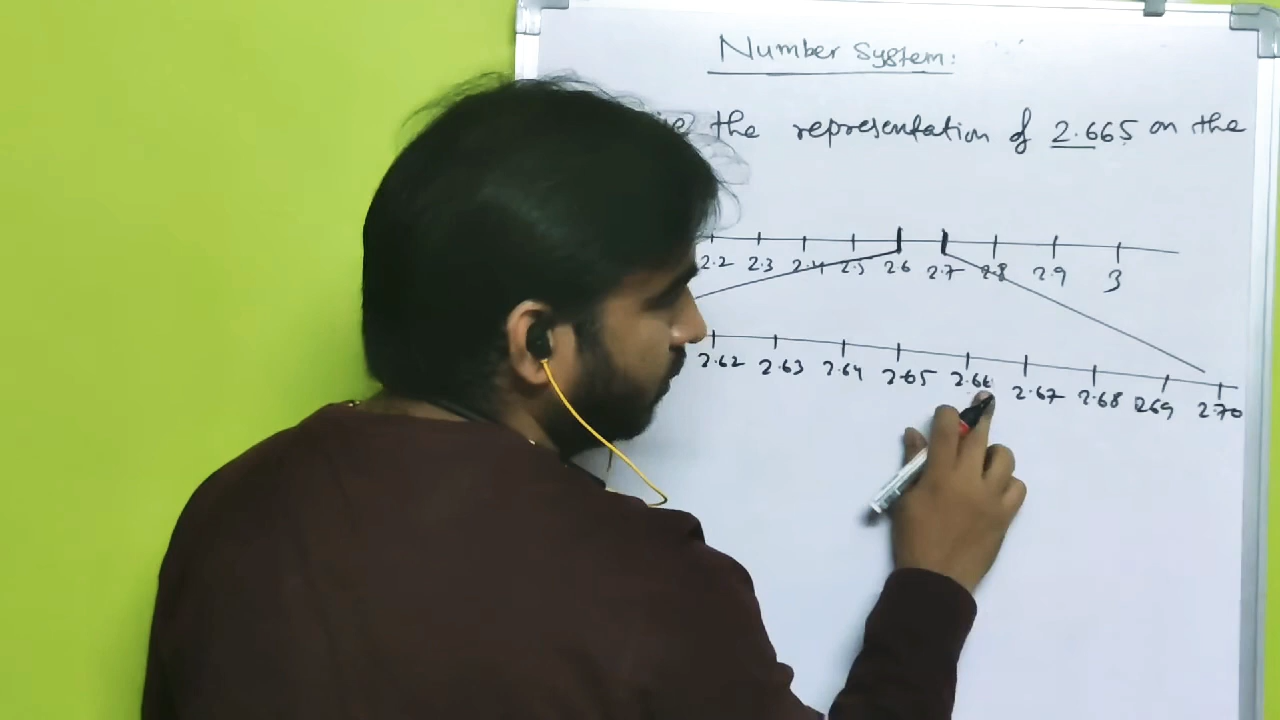 Number System:
the representation of 2.665 on the
2.2 2.3 2.4 2.5 2.6 2.7 2.8 2.9 3
2.62 2.63 2.64 2.65 2.66 2.67 2.68 269 2.70